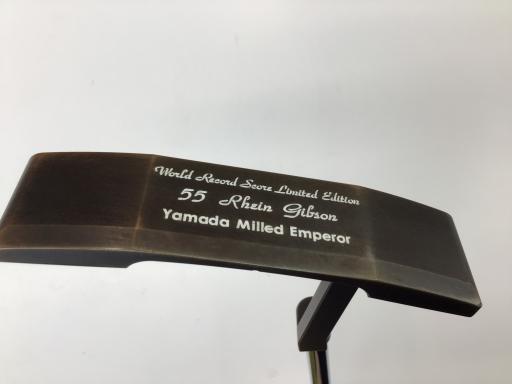 World Record Score Limited Edition
55 Rhein Gibson
Yamada Milled Emperor